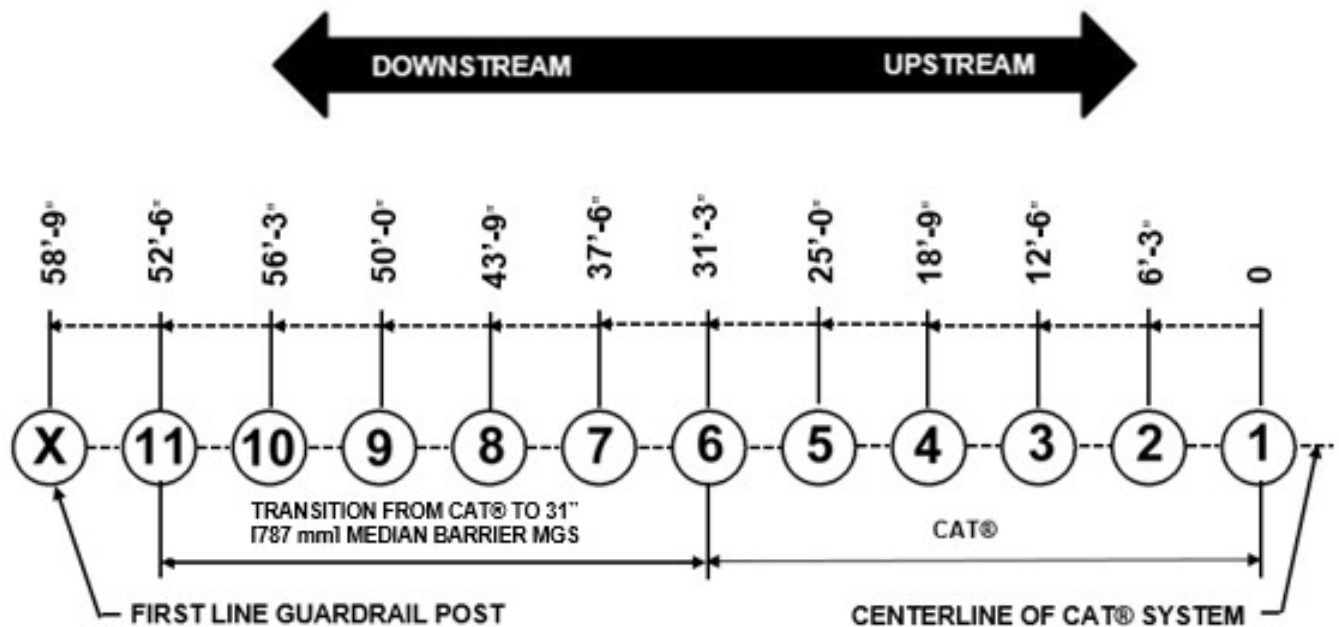 DOWNSTREAM UPSTREAM
58'-9" 52'-6" 56'-3" 50'-0" 43'-9" 37'-6" 31'-3" 25'-0" 18'-9" 12'-6" 6'-3" 0
X 11 10 9 8 7 6 5 4 3 2 1
TRANSITION FROM CAT® TO 31"
[787 mm] MEDIAN BARRIER MGS
CAT®
FIRST LINE GUARDRAIL POST
CENTERLINE OF CAT® SYSTEM